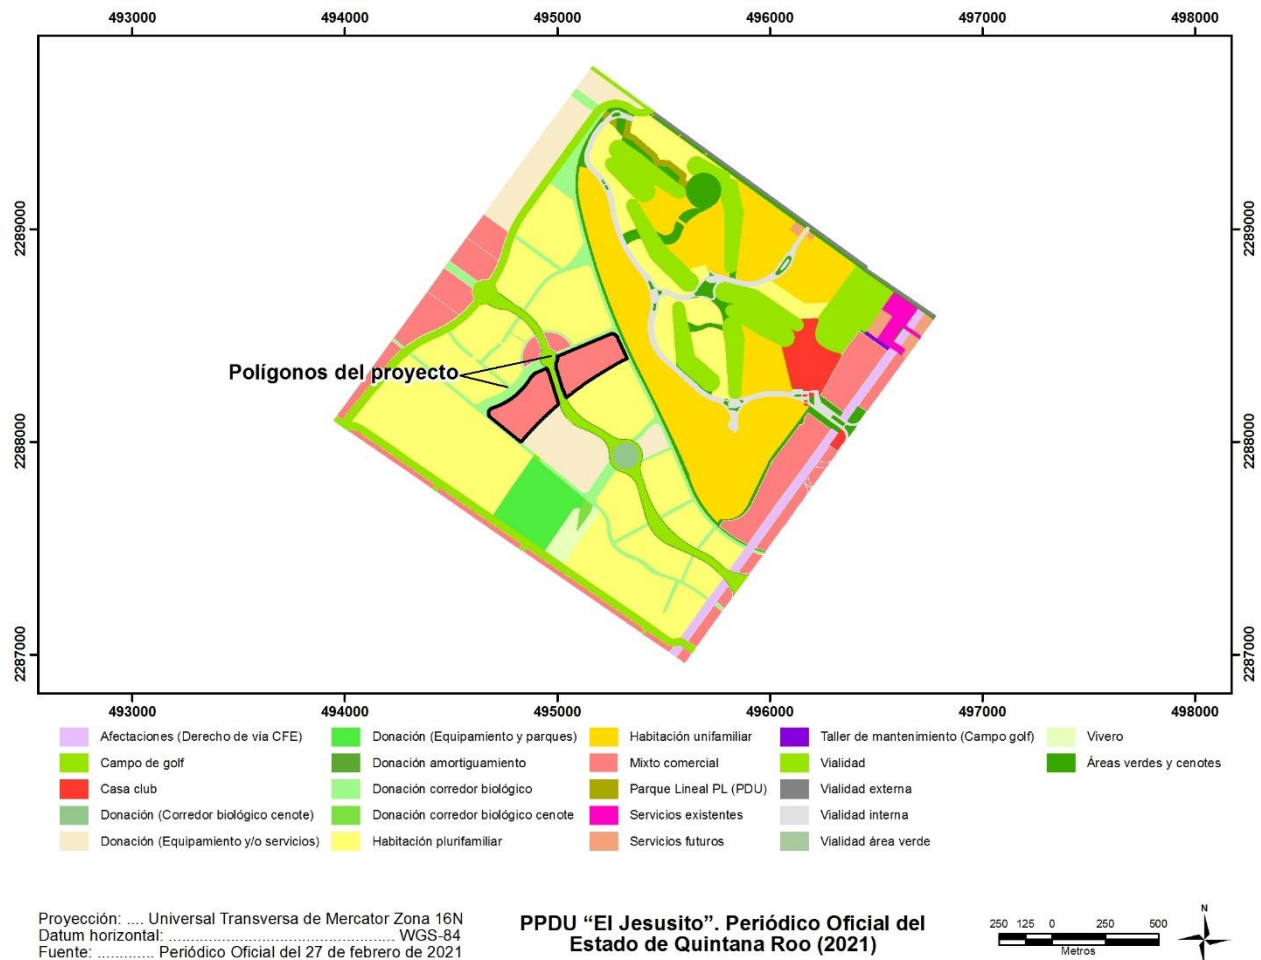 493000 494000 495000 496000 497000 498000
2289000 2289000
Polígonos del proyecto
2288000 2288000
2287000 2287000
493000 494000 495000 496000 497000 498000
Afectaciones (Derecho de vía CFE) Donación (Equipamiento y parques) Habitación unifamiliar Taller de mantenimiento (Campo golf) Vivero
Campo de golf Donación amortiguamiento Mixto comercial Vialidad Áreas verdes y cenotes
Casa club Donación corredor biológico Parque Lineal PL (PDU) Vialidad externa
Donación (Corredor biológico cenote) Donación corredor biológico cenote Servicios existentes Vialidad interna
Donación (Equipamiento y/o servicios) Habitación plurifamiliar Servicios futuros Vialidad área verde
Proyección: .... Universal Transversa de Mercator Zona 16N
Datum horizontal: ................................................ WGS-84
Fuente: ............. Periódico Oficial del 27 de febrero de 2021
PPDU “El Jesusito”. Periódico Oficial del
Estado de Quintana Roo (2021)
250 125 0 250 500
Metros
N